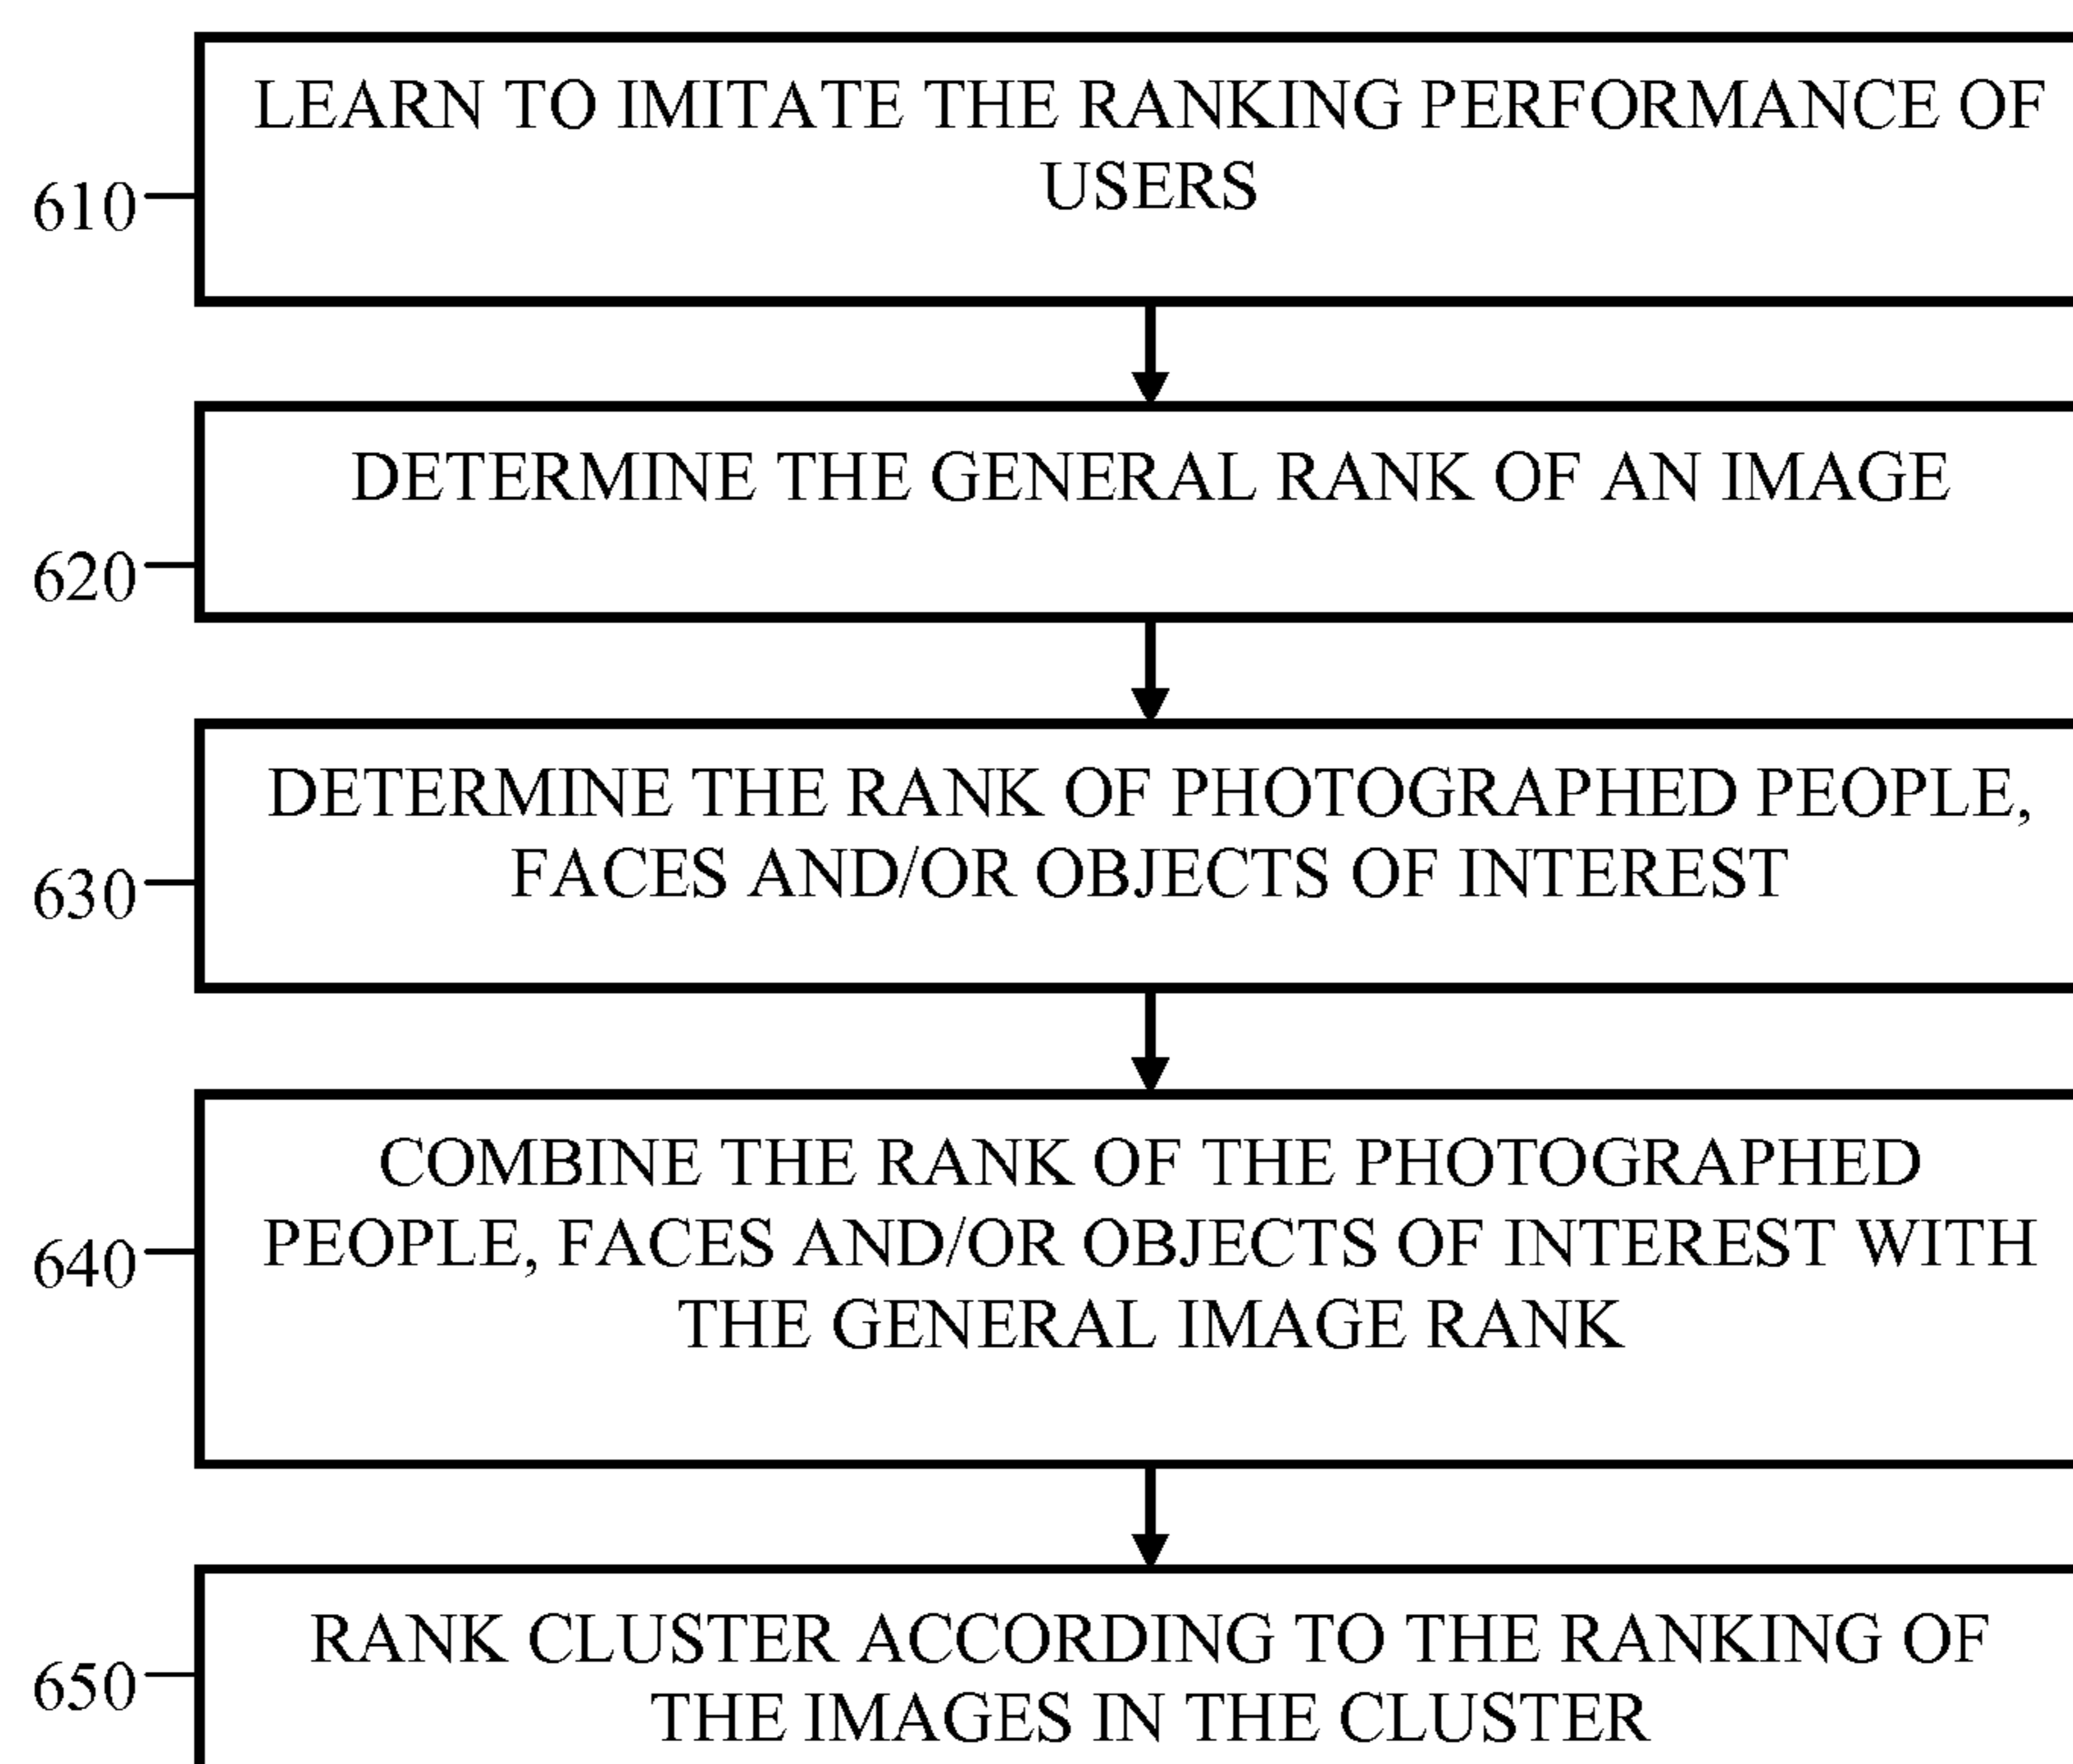 LEARN TO IMITATE THE RANKING PERFORMANCE OF
USERS
610
DETERMINE THE GENERAL RANK OF AN IMAGE
620
DETERMINE THE RANK OF PHOTOGRAPHED PEOPLE,
FACES AND/OR OBJECTS OF INTEREST
630
COMBINE THE RANK OF THE PHOTOGRAPHED
PEOPLE, FACES AND/OR OBJECTS OF INTEREST WITH
THE GENERAL IMAGE RANK
640
RANK CLUSTER ACCORDING TO THE RANKING OF
THE IMAGES IN THE CLUSTER
650